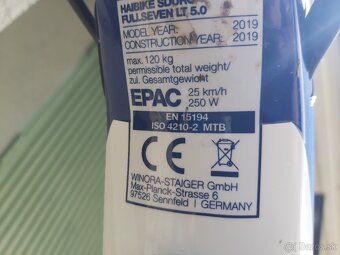 HAIBIKE SDURO
FULLSEVEN LT 5.0
MODEL YEAR: 2019
CONSTRUCTION YEAR: 2019
max. 120 kg
permissible total weight/
zul. Gesamtgewicht
EPAC 25 km/h
250 W
EN 15194
ISO 4210-2 MTB
CE
WINORA-STAIGER GmbH
Max-Planck-Strasse 6
97526 Sennfeld | GERMANY
bazos.sk